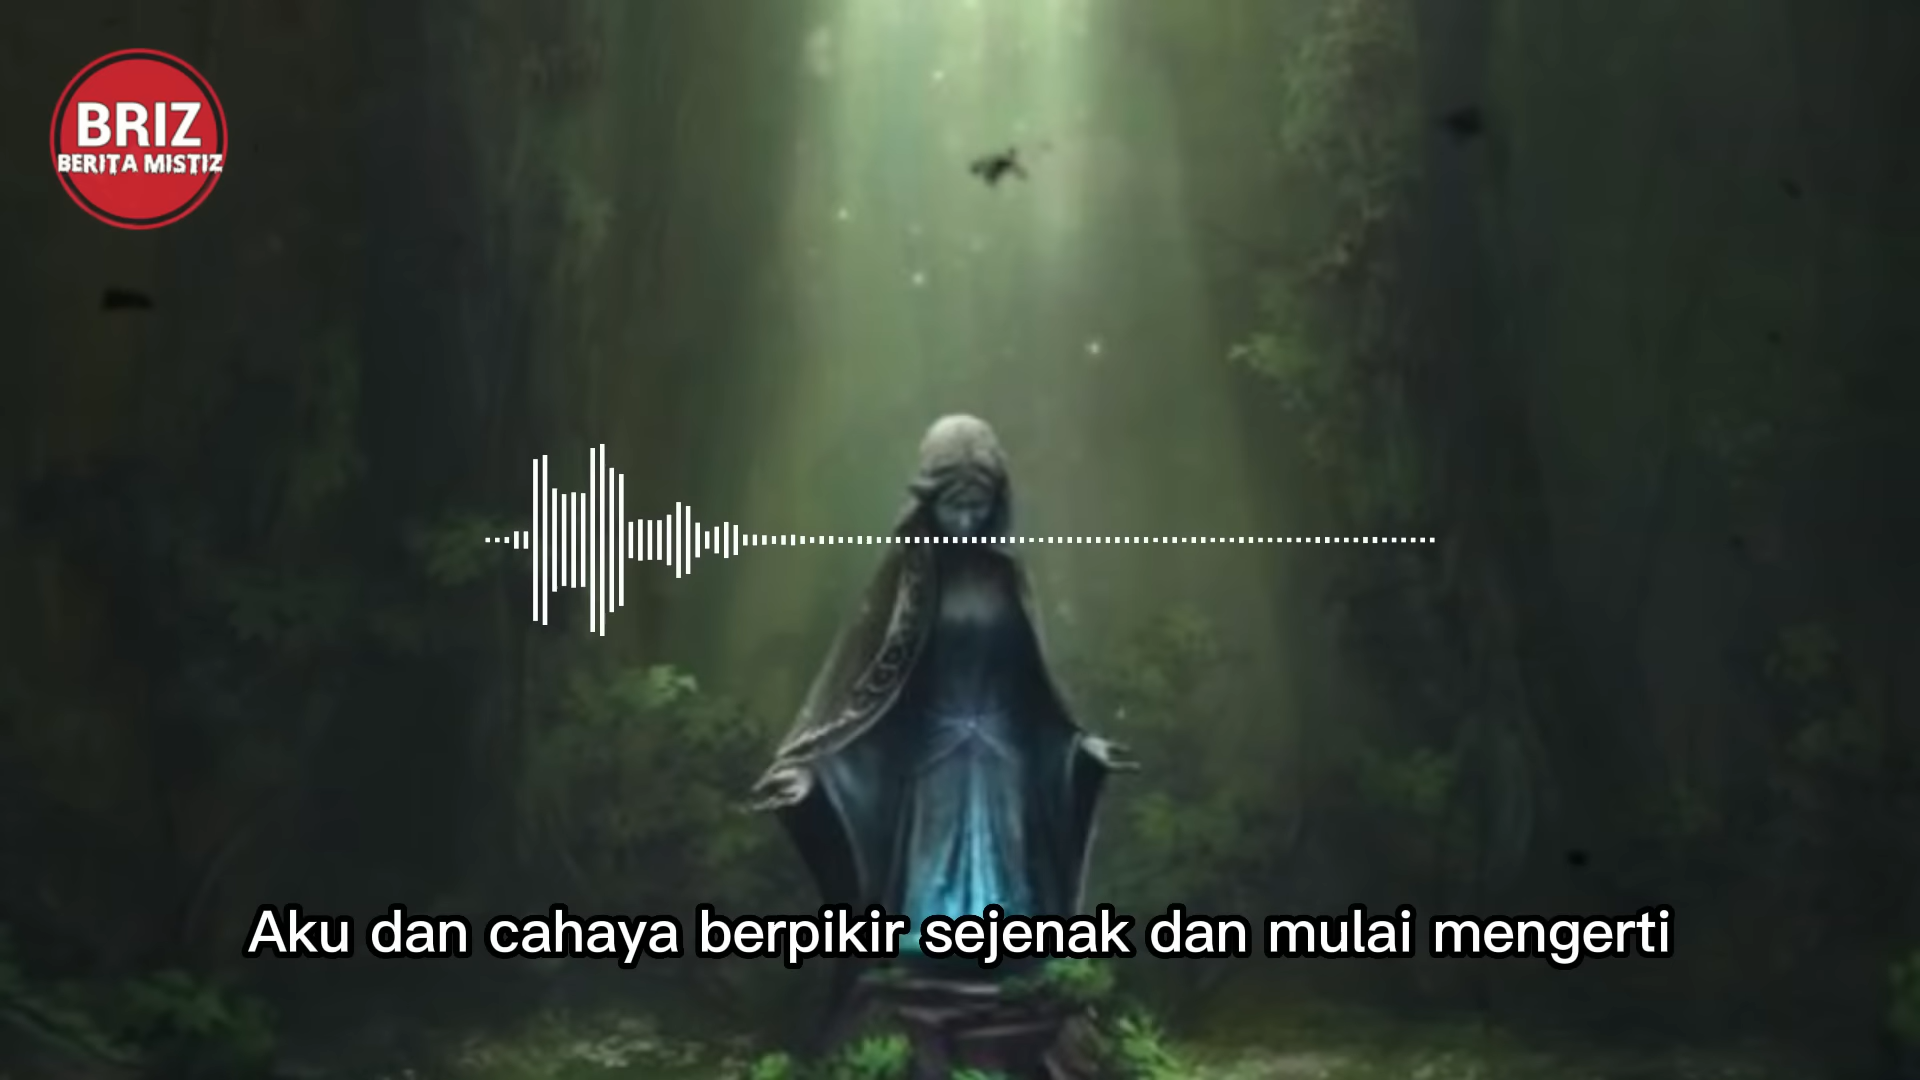 BRIZ
BERITA MISTIZ
Aku dan cahaya berpikir sejenak dan mulai mengerti